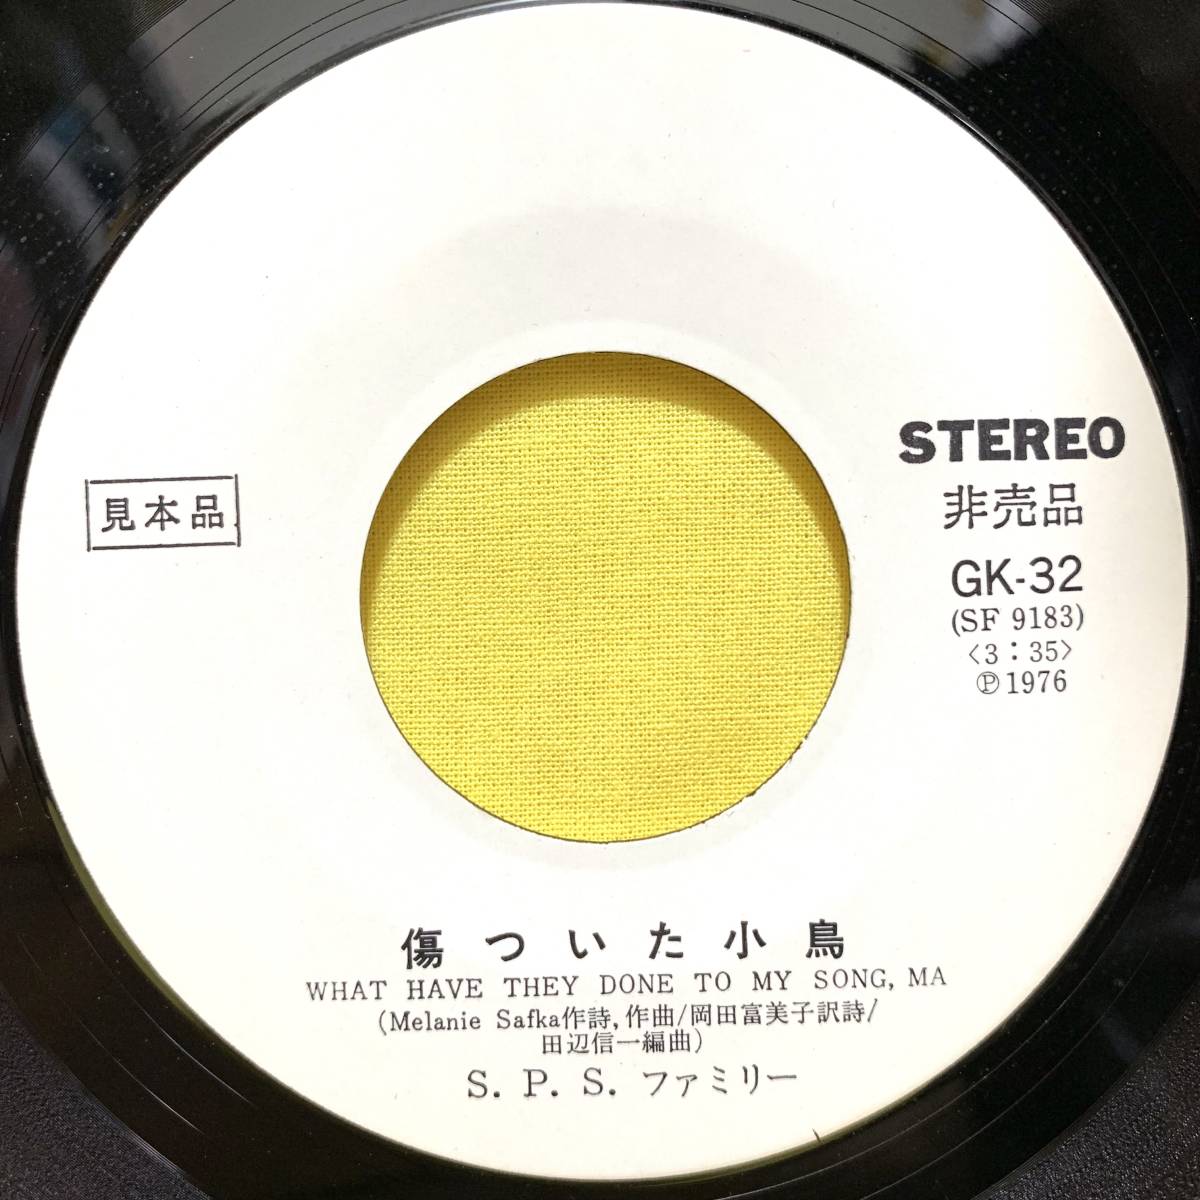 STEREO
非売品
GK-32
(SF 9183)
〈3：35〉
Ⓟ1976
見本品
傷ついた小鳥
WHAT HAVE THEY DONE TO MY SONG, MA
(Melanie Safka作詩,作曲/岡田富美子訳詩/
田辺信一編曲)
S. P. S. ファミリー